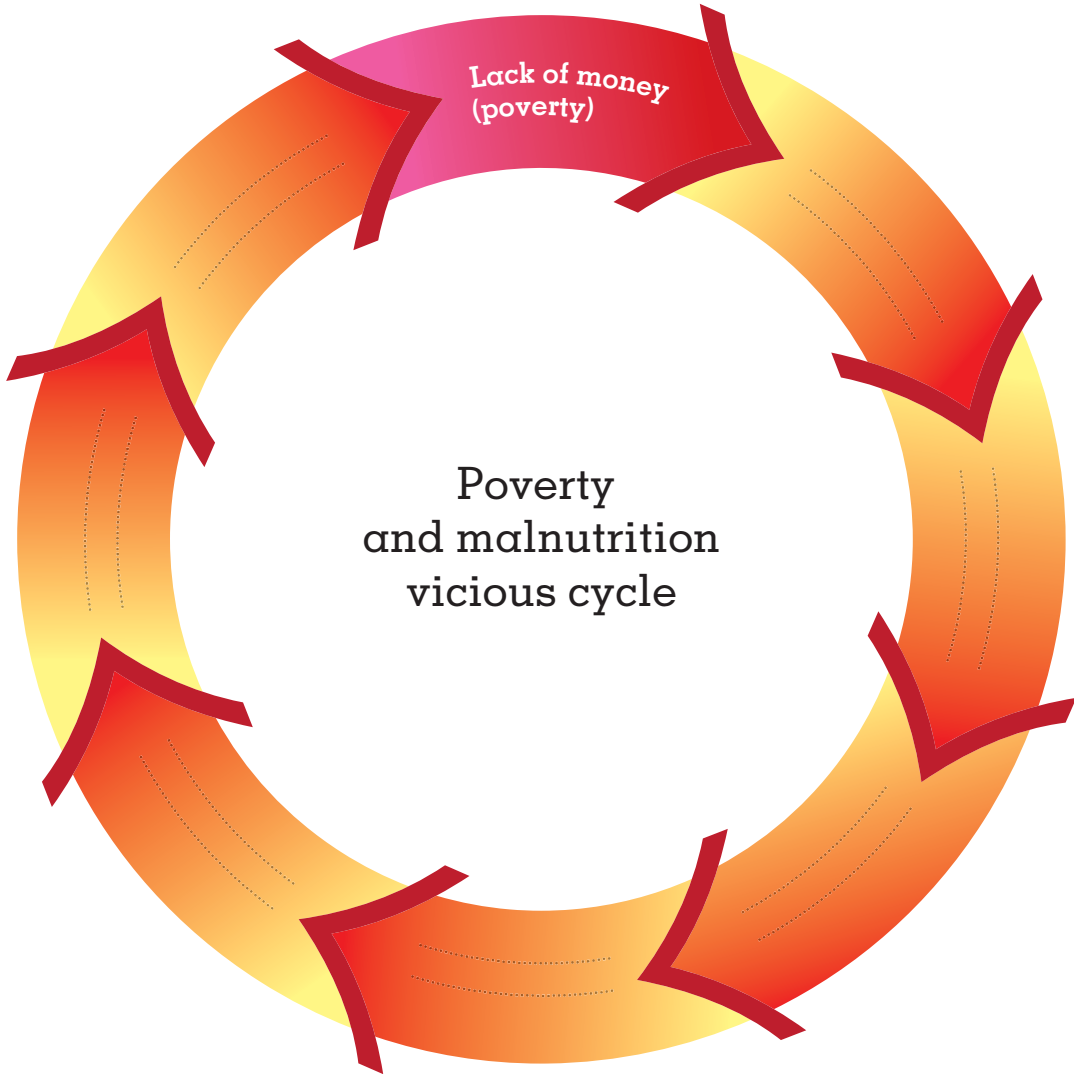 Lack of money
(poverty)
Poverty
and malnutrition
vicious cycle